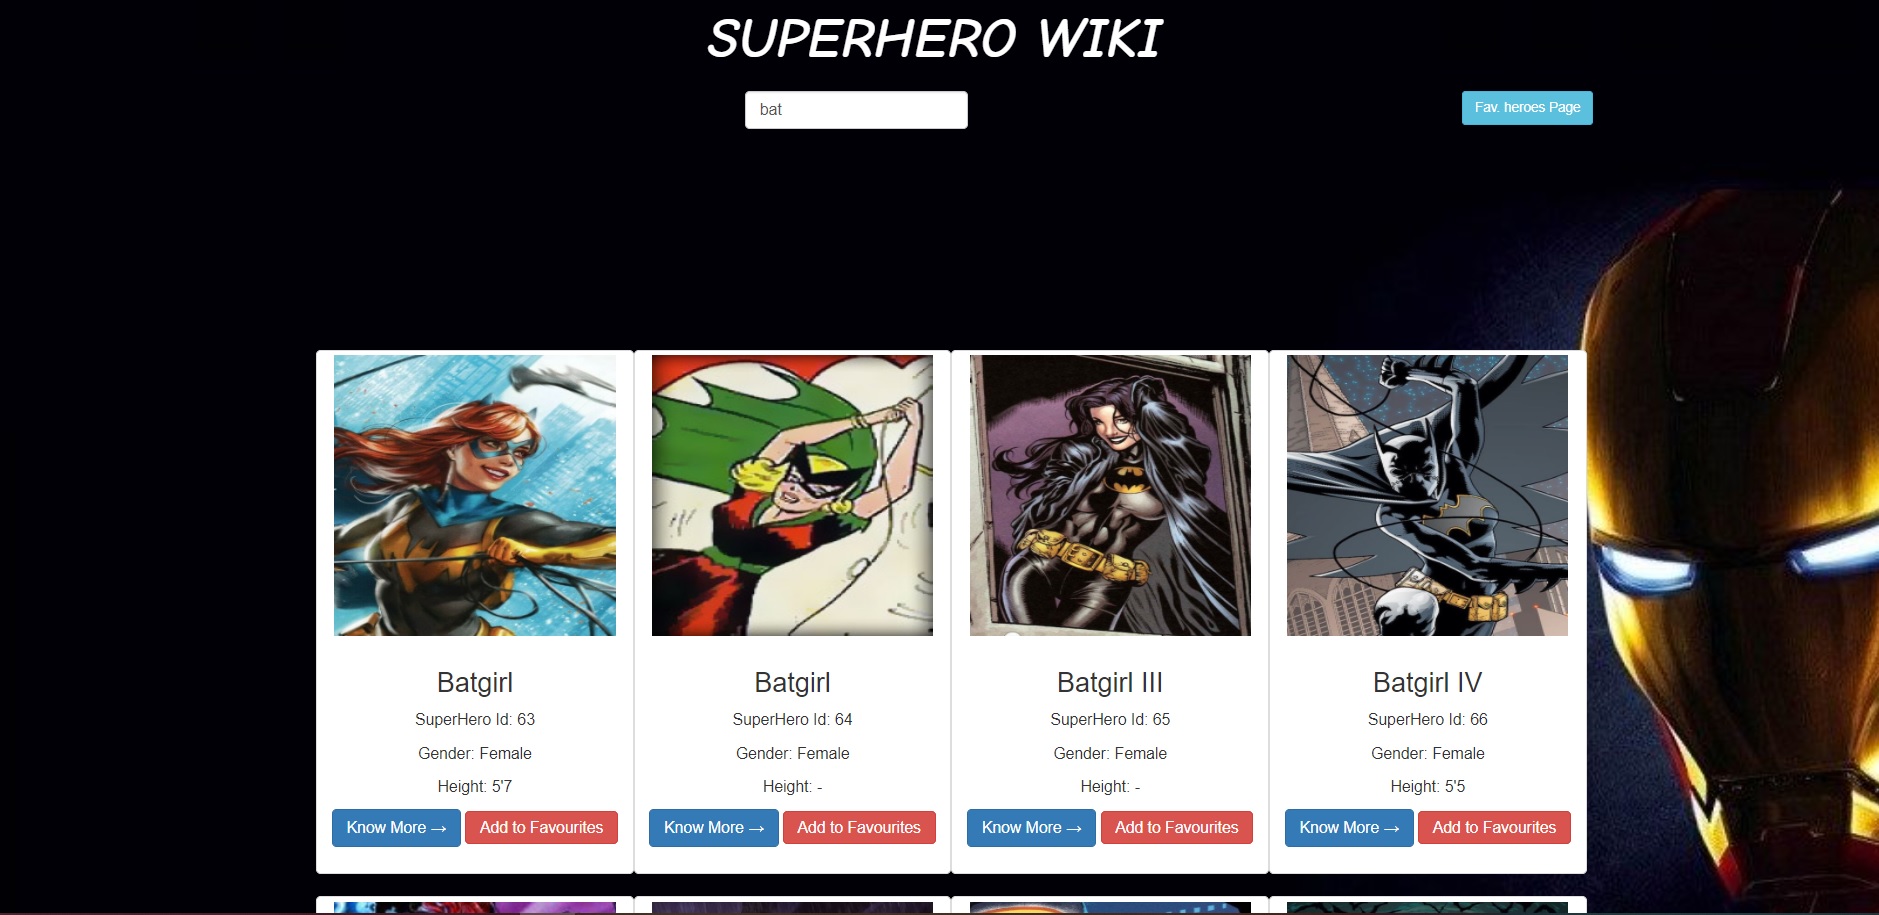 SUPERHERO WIKI
bat
Fav. heroes Page
Batgirl
SuperHero Id: 63
Gender: Female
Height: 5'7
Know More → Add to Favourites
Batgirl
SuperHero Id: 64
Gender: Female
Height: -
Know More → Add to Favourites
Batgirl III
SuperHero Id: 65
Gender: Female
Height: -
Know More → Add to Favourites
Batgirl IV
SuperHero Id: 66
Gender: Female
Height: 5'5
Know More → Add to Favourites